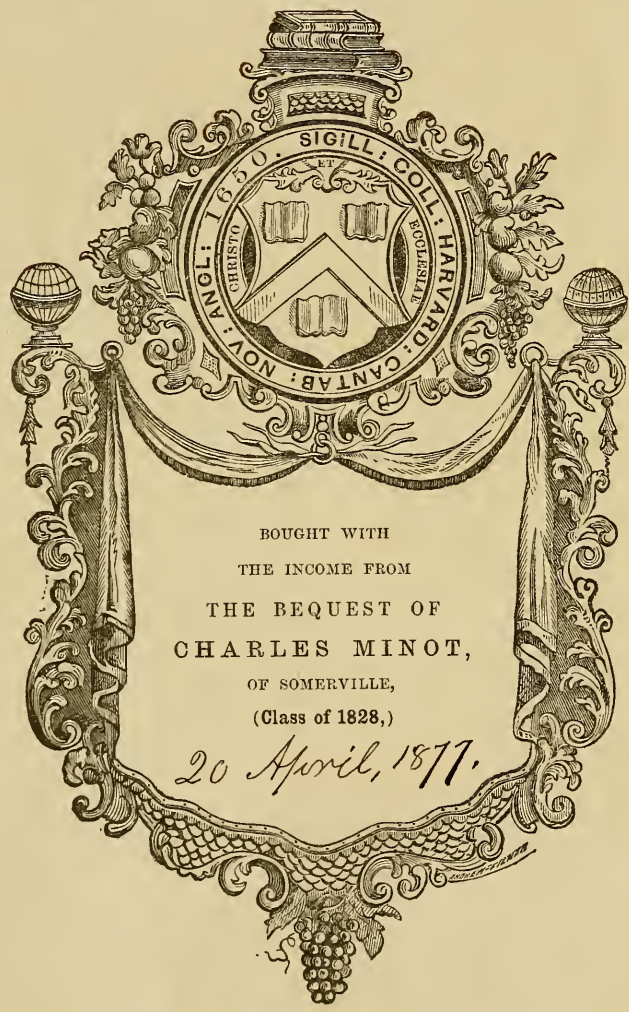 SIGILL: COLL: HARVARD: CANTAB: NOV: ANGL: 1650.
CHRISTO
ET
ECCLESIAE
BOUGHT WITH
THE INCOME FROM
THE BEQUEST OF
CHARLES MINOT,
OF SOMERVILLE,
(Class of 1828,)
20 April, 1877.